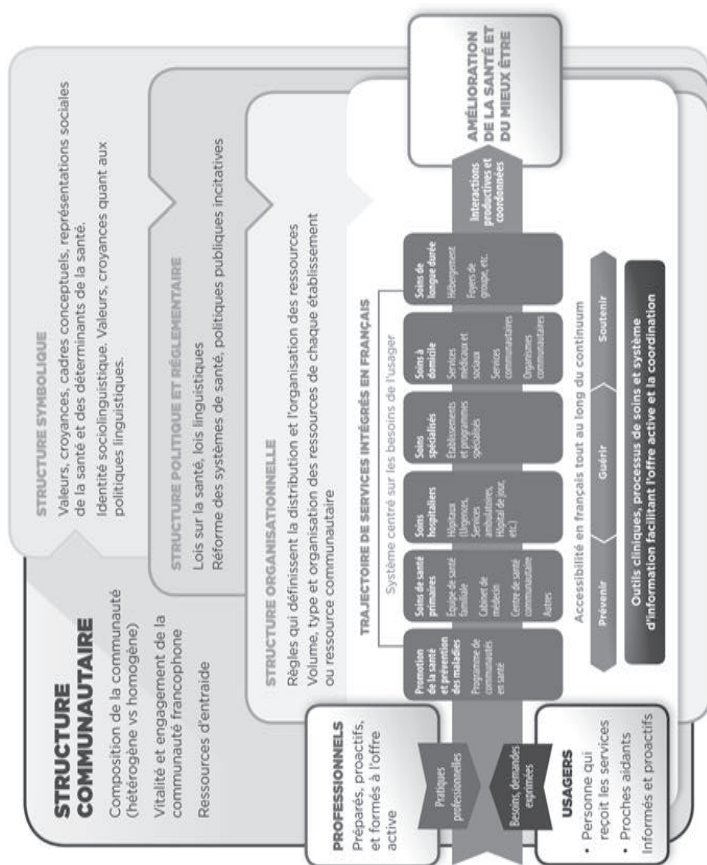 STRUCTURE
COMMUNAUTAIRE
Composition de la communauté
(hétérogène vs homogène)
Vitalité et engagement de la
communauté francophone
Ressources d'entraide
STRUCTURE SYMBOLIQUE
Valeurs, croyances, cadres conceptuels, représentations sociales
de la santé et des déterminants de la santé.
Identité sociolinguistique. Valeurs, croyances quant aux
politiques linguistiques.
STRUCTURE POLITIQUE ET RÉGLEMENTAIRE
Lois sur la santé, lois linguistiques
Réforme des systèmes de santé, politiques publiques incitatives
STRUCTURE ORGANISATIONNELLE
Règles qui définissent la distribution et l'organisation des ressources
Volume, type et organisation des ressources de chaque établissement
ou ressource communautaire
PROFESSIONNELS
Préparés, proactifs,
et formés à l'offre
active
Pratiques
professionnelles
Besoins, demandes
exprimées
USAGERS
• Personne qui
reçoit les services
• Proches aidants
Informés et proactifs
TRAJECTOIRE DE SERVICES INTÉGRÉS EN FRANÇAIS
Système centré sur les besoins de l'usager
Promotion
de la santé
et prévention
des maladies
Programme de
communautés
en santé
Soins de santé
primaires
Équipe de santé
familiale
Cabinet de
médecin
Centre de santé
communautaire
Autres
Soins
hospitaliers
Hôpitaux
(Urgences,
Services
ambulatoires,
Hôpital de jour,
etc.)
Soins
spécialisés
Établissements
et programmes
spécialisés
Soins à
domicile
Services
médicaux et
sociaux
Services
communautaires
Organismes
communautaires
Soins de
longue durée
Hébergement
Foyers de
groupe, etc.
Interactions
productives et
coordonnées
AMÉLIORATION
DE LA SANTÉ ET
DU MIEUX ÊTRE
Accessibilité en français tout au long du continuum
Prévenir
Guérir
Soutenir
Outils cliniques, processus de soins et système
d'information facilitant l'offre active et la coordination